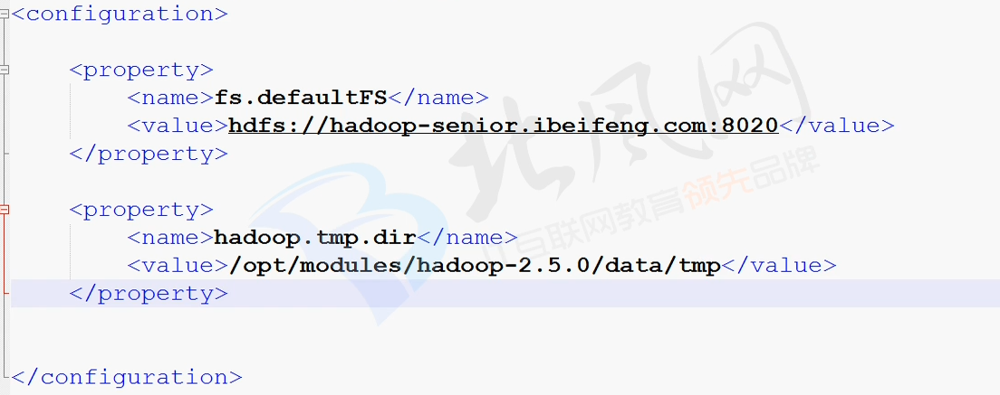 <configuration>
<property>
<name>fs.defaultFS</name>
<value>hdfs://hadoop-senior.ibeifeng.com:8020</value>
</property>
<property>
<name>hadoop.tmp.dir</name>
<value>/opt/modules/hadoop-2.5.0/data/tmp</value>
</property>
</configuration>
北风网
IT互联网教育领先品牌